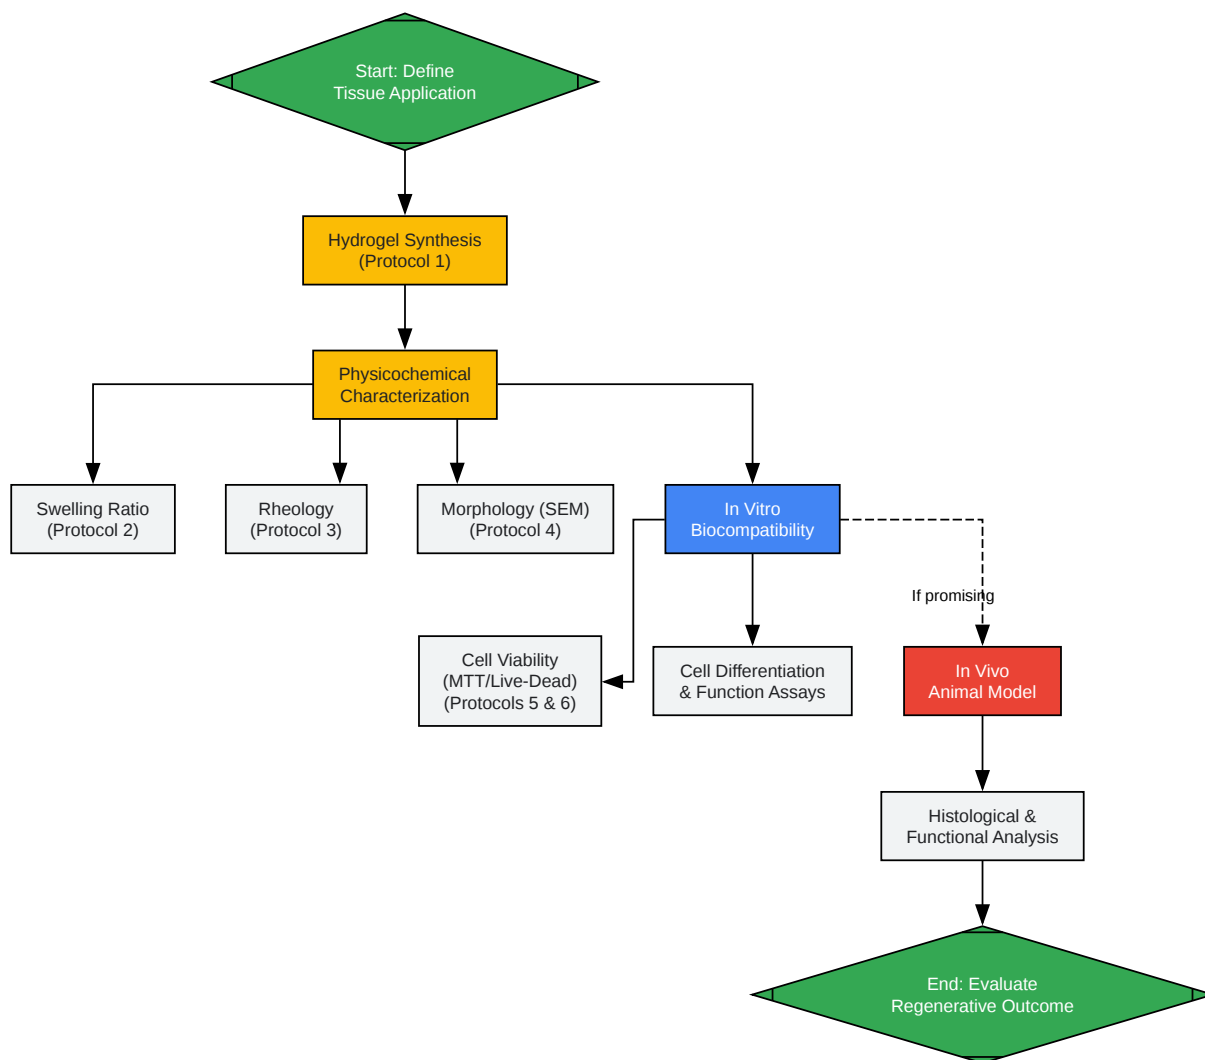 Start: Define
Tissue Application
Hydrogel Synthesis
(Protocol 1)
Physicochemical
Characterization
Swelling Ratio
(Protocol 2)
Rheology
(Protocol 3)
Morphology (SEM)
(Protocol 4)
In Vitro
Biocompatibility
If promising
Cell Viability
(MTT/Live-Dead)
(Protocols 5 & 6)
Cell Differentiation
& Function Assays
In Vivo
Animal Model
Histological &
Functional Analysis
End: Evaluate
Regenerative Outcome